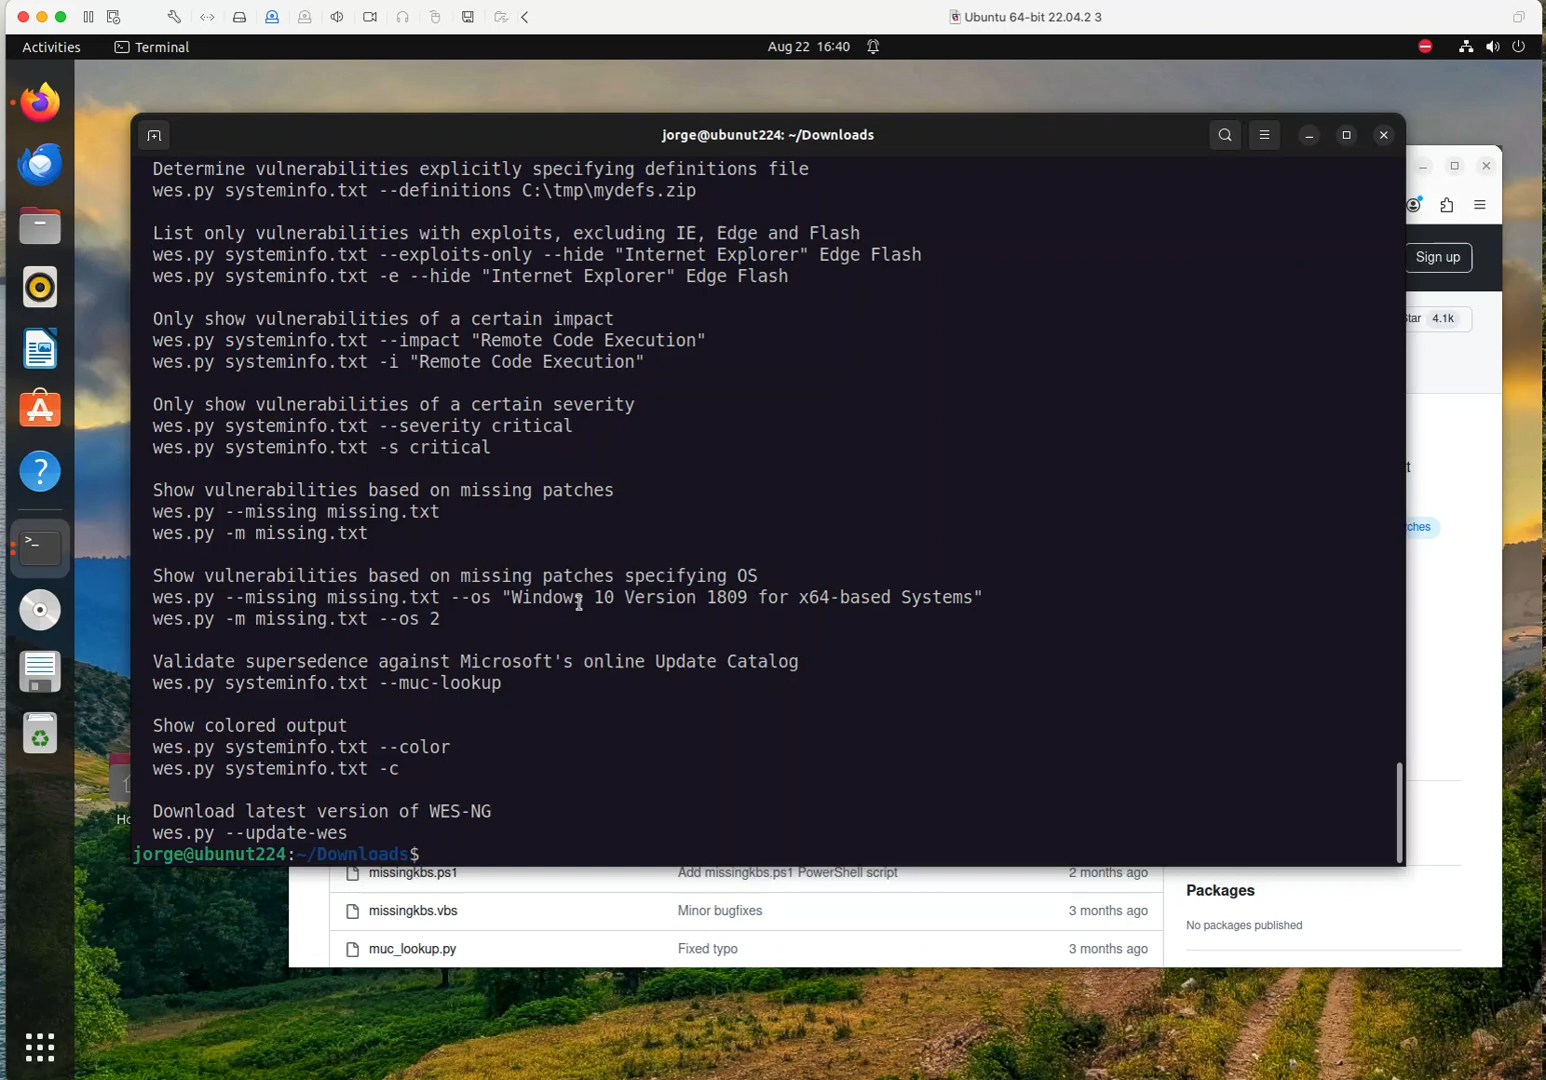 Ubuntu 64-bit 22.04.2 3
Activities
Terminal
Aug 22 16:40
jorge@ubunut224: ~/Downloads
Determine vulnerabilities explicitly specifying definitions file
wes.py systeminfo.txt --definitions C:\tmp\mydefs.zip
List only vulnerabilities with exploits, excluding IE, Edge and Flash
wes.py systeminfo.txt --exploits-only --hide "Internet Explorer" Edge Flash
wes.py systeminfo.txt -e --hide "Internet Explorer" Edge Flash
Only show vulnerabilities of a certain impact
wes.py systeminfo.txt --impact "Remote Code Execution"
wes.py systeminfo.txt -i "Remote Code Execution"
Only show vulnerabilities of a certain severity
wes.py systeminfo.txt --severity critical
wes.py systeminfo.txt -s critical
Show vulnerabilities based on missing patches
wes.py --missing missing.txt
wes.py -m missing.txt
Show vulnerabilities based on missing patches specifying OS
wes.py --missing missing.txt --os "Windows 10 Version 1809 for x64-based Systems"
wes.py -m missing.txt --os 2
Validate supersedence against Microsoft's online Update Catalog
wes.py systeminfo.txt --muc-lookup
Show colored output
wes.py systeminfo.txt --color
wes.py systeminfo.txt -c
Download latest version of WES-NG
wes.py --update-wes
jorge@ubunut224:~/Downloads$
Sign up
tar 4.1k
t
ches
Ho
missingkbs.ps1 Add missingkbs.ps1 PowerShell script 2 months ago
missingkbs.vbs Minor bugfixes 3 months ago
muc_lookup.py Fixed typo 3 months ago
Packages
No packages published